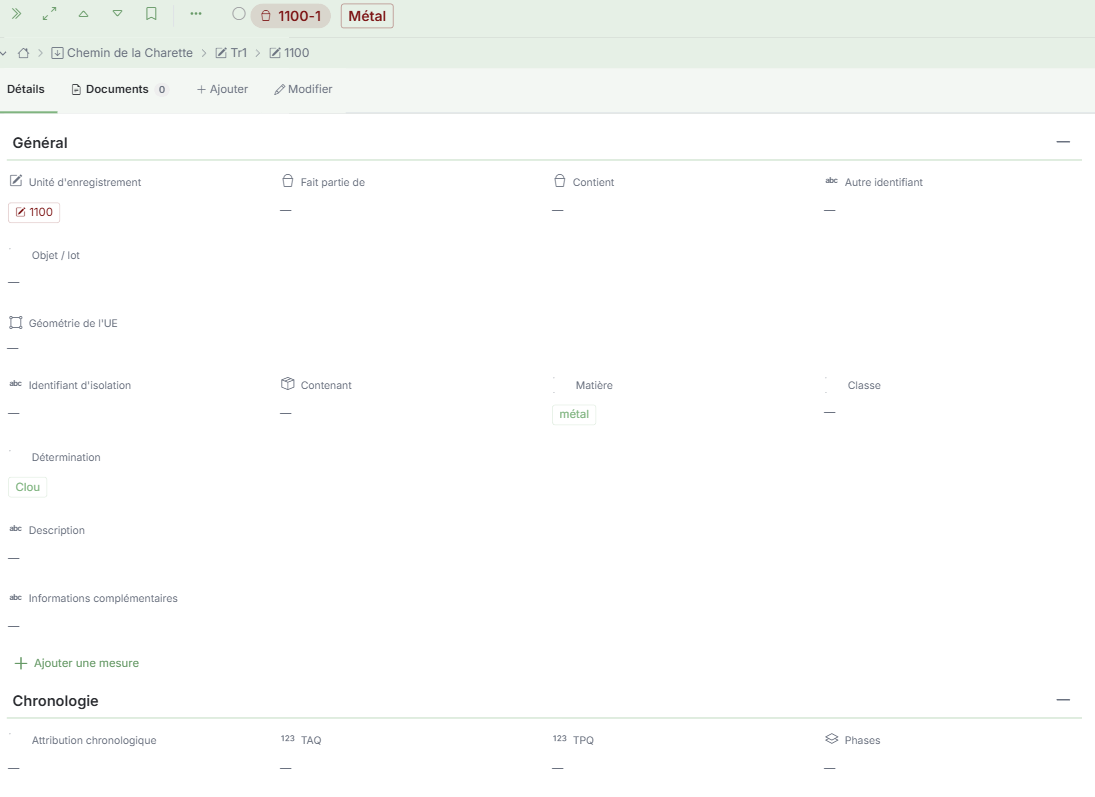 1100-1 Métal
Chemin de la Charette > Tr1 > 1100
Détails Documents 0 + Ajouter Modifier
Général
Unité d'enregistrement Fait partie de Contient abc Autre identifiant
1100 — — —
Objet / lot
—
Géométrie de l'UE
—
abc Identifiant d'isolation Contenant Matière Classe
— — métal —
Détermination
Clou
abc Description
—
abc Informations complémentaires
—
+ Ajouter une mesure
Chronologie
Attribution chronologique 123 TAQ 123 TPQ Phases
— — — —